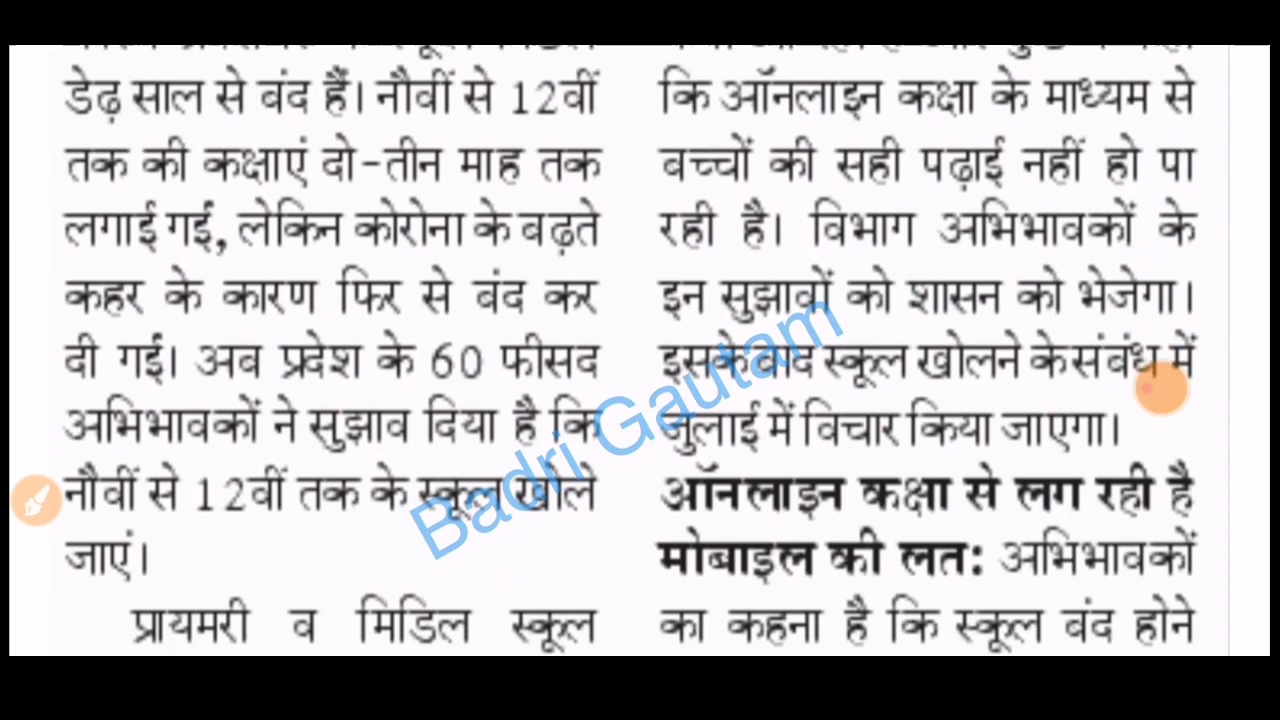 डेढ़ साल से बंद हैं। नौवीं से 12वीं
तक की कक्षाएं दो-तीन माह तक
लगाई गईं, लेकिन कोरोना के बढ़ते
कहर के कारण फिर से बंद कर
दी गईं। अब प्रदेश के 60 फीसद
अभिभावकों ने सुझाव दिया है कि
नौवीं से 12वीं तक के स्कूल खोले
जाएं।
प्रायमरी व मिडिल स्कूल
कि ऑनलाइन कक्षा के माध्यम से
बच्चों की सही पढ़ाई नहीं हो पा
रही है। विभाग अभिभावकों के
इन सुझावों को शासन को भेजेगा।
इसके बाद स्कूल खोलने के संबंध में
जुलाई में विचार किया जाएगा।
ऑनलाइन कक्षा से लग रही है
मोबाइल की लत: अभिभावकों
का कहना है कि स्कूल बंद होने
Badri Gautam